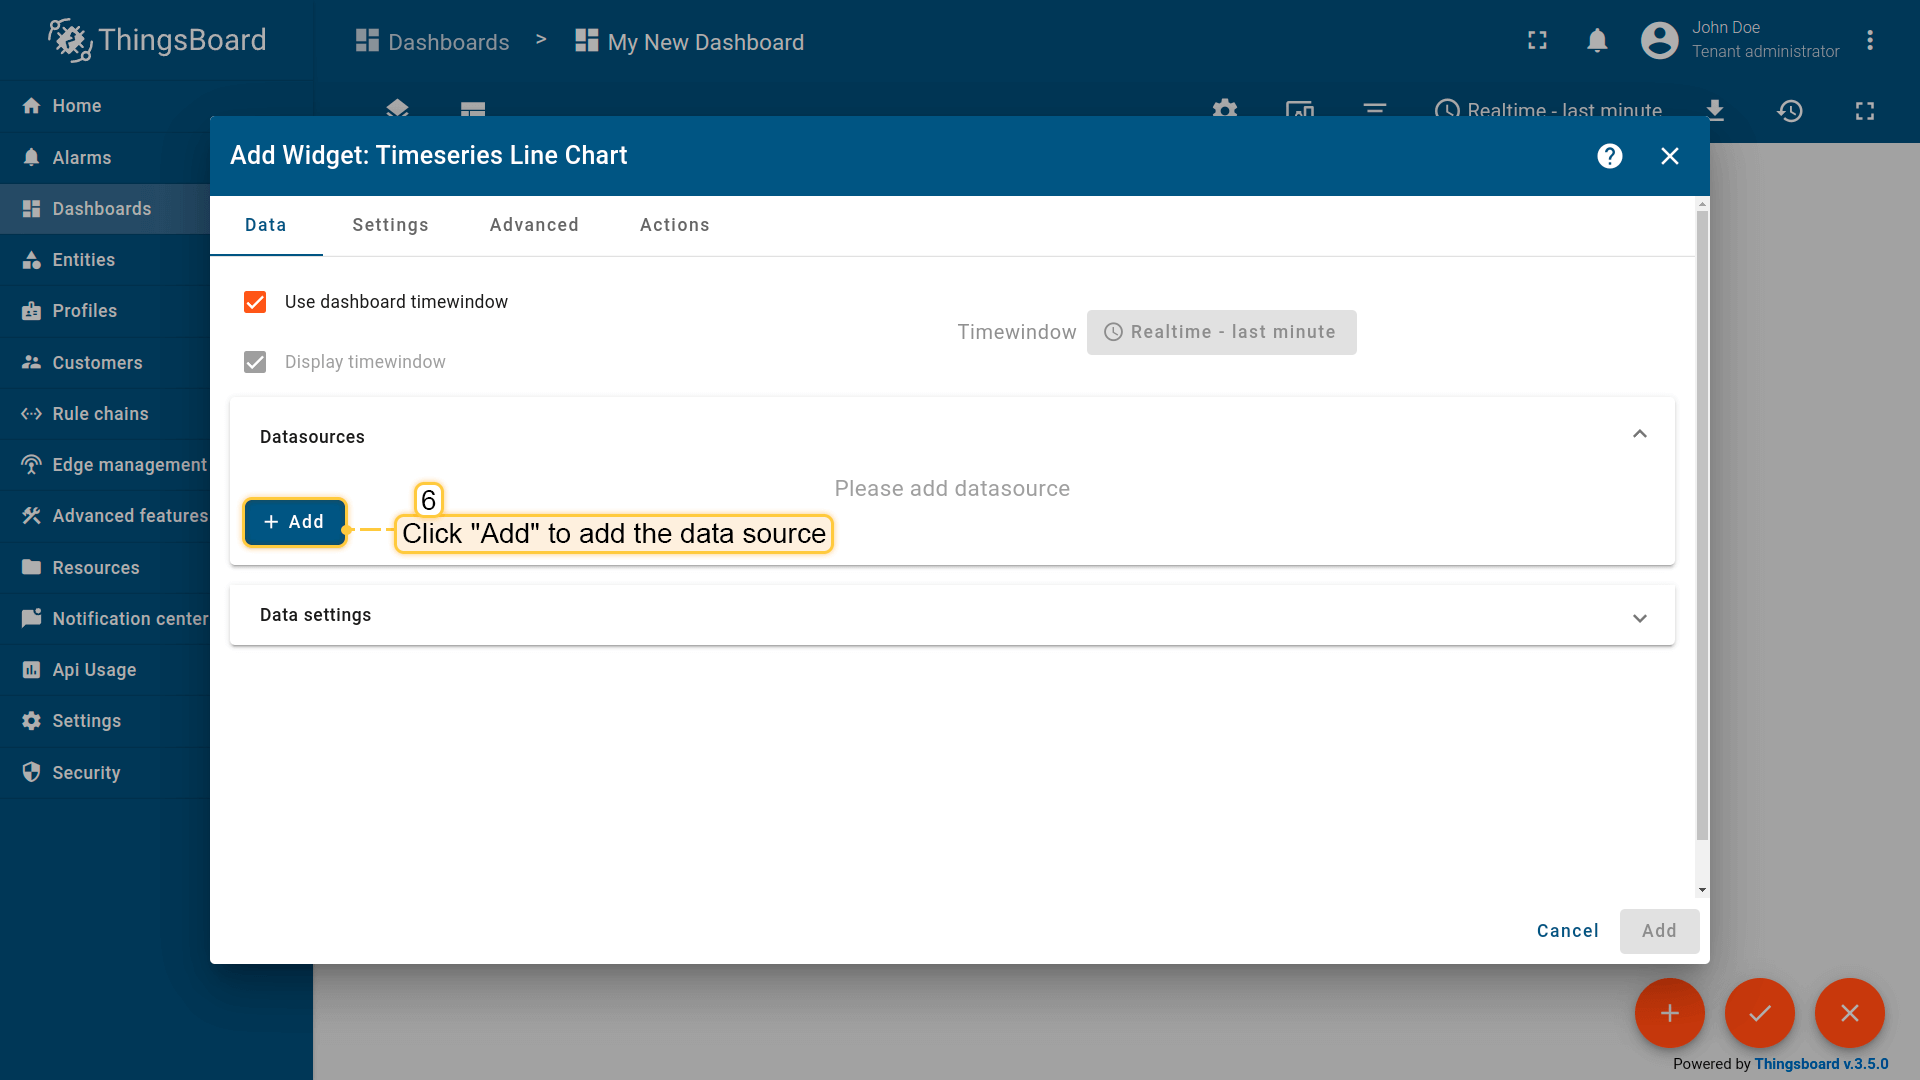 ThingsBoard
Dashboards > My New Dashboard
John Doe
Tenant administrator
Realtime - last minute
Home
Alarms
Dashboards
Entities
Profiles
Customers
Rule chains
Edge management
Advanced features
Resources
Notification center
Api Usage
Settings
Security
Add Widget: Timeseries Line Chart
?
Data Settings Advanced Actions
Use dashboard timewindow
Display timewindow
Timewindow Realtime - last minute
Datasources
Please add datasource
+ Add
6
Click "Add" to add the data source
Data settings
Cancel Add
Powered by Thingsboard v.3.5.0